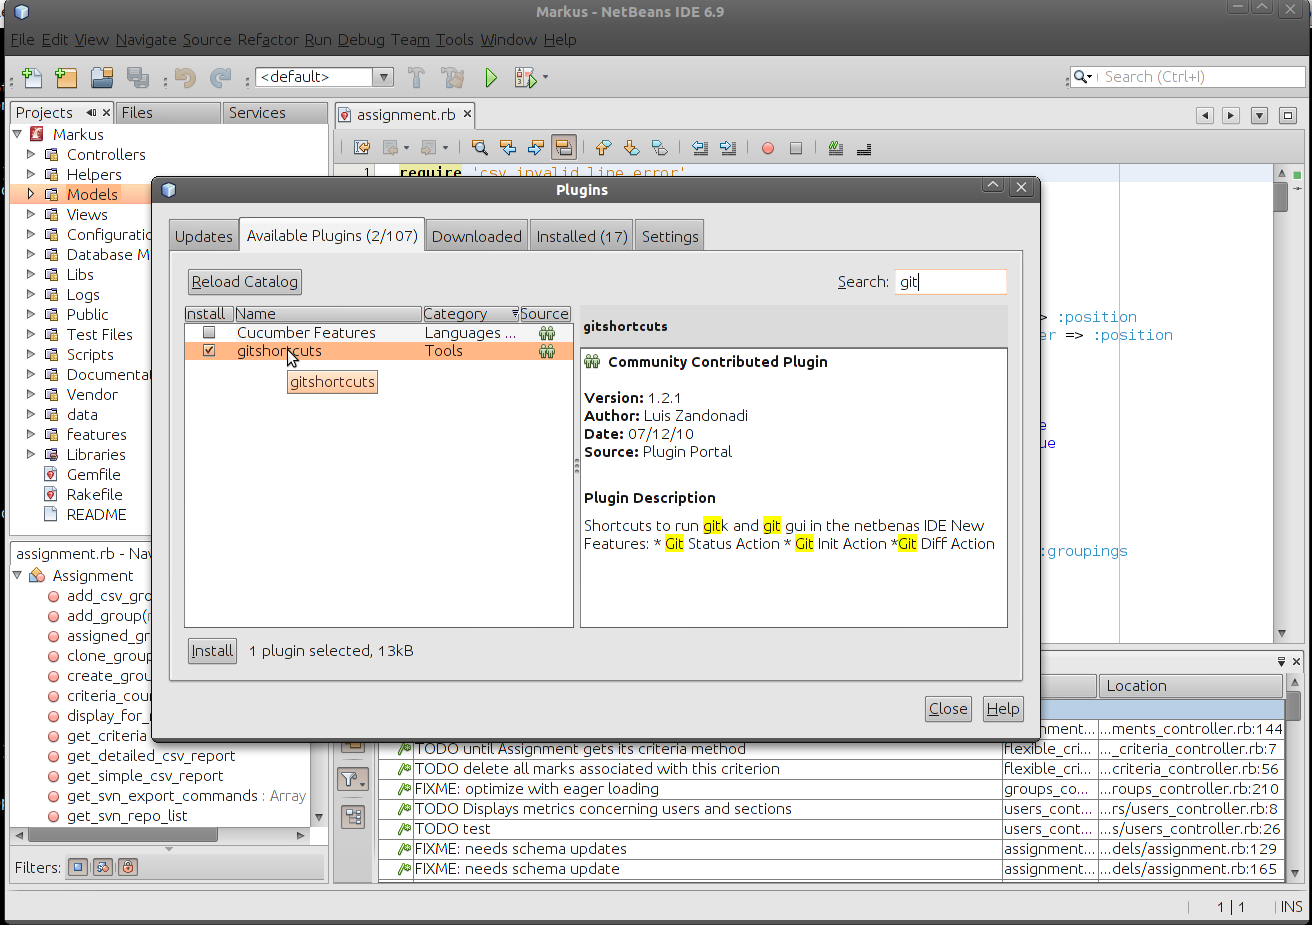 Markus - NetBeans IDE 6.9
File Edit View Navigate Source Refactor Run Debug Team Tools Window Help
<default>
Search (Ctrl+I)
Projects
Files
Services
assignment.rb
Markus
Controllers
Helpers
Models
Views
Configuratio
Database M
Libs
Logs
Public
Test Files
Scripts
Documenta
Vendor
data
features
Libraries
Gemfile
Rakefile
README
1 require 'csv_invalid_line_error'
> :position
er => :position
e
ue
:groupings
Plugins
Updates
Available Plugins (2/107)
Downloaded
Installed (17)
Settings
Reload Catalog
Search: git
Install Name Category Source
Cucumber Features Languages ...
gitshortcuts Tools
gitshortcuts
gitshortcuts
Community Contributed Plugin
Version: 1.2.1
Author: Luis Zandonadi
Date: 07/12/10
Source: Plugin Portal
Plugin Description
Shortcuts to run gitk and git gui in the netbenas IDE New
Features: * Git Status Action * Git Init Action *Git Diff Action
Install 1 plugin selected, 13kB
Close Help
assignment.rb - Nav
Assignment
add_csv_gro
add_group(r
assigned_gr
clone_group
create_grou
criteria_cour
display_for_
get_criteria
get_detailed_csv_report
get_simple_csv_report
get_svn_export_commands : Array
get_svn_repo_list
Filters:
Location
gnment... ...ments_controller.rb:144
TODO until Assignment gets its criteria method flexible_cri... ..._criteria_controller.rb:7
TODO delete all marks associated with this criterion flexible_cri... ...criteria_controller.rb:56
FIXME: optimize with eager loading groups_co... ...roups_controller.rb:210
TODO Displays metrics concerning users and sections users_cont... ...rs/users_controller.rb:8
TODO test users_cont... ...s/users_controller.rb:26
FIXME: needs schema updates assignment... ...dels/assignment.rb:129
FIXME: needs schema update assignment... ...dels/assignment.rb:165
1 | 1 INS